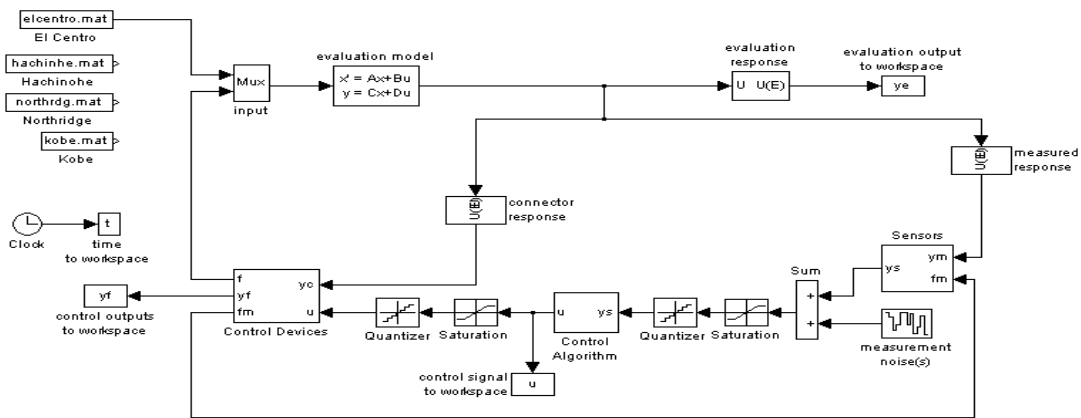 elcentro.mat
El Centro
hachinhe.mat
Hachinohe
northrdg.mat
Northridge
kobe.mat
Kobe
Mux
input
evaluation model
x' = Ax+Bu
y = Cx+Du
evaluation
response
U U(E)
evaluation output
to workspace
ye
U(E)
connector
response
U(E)
measured
response
Clock
t
time
to workspace
yf
control outputs
to workspace
f
yf
fm
yc
u
Control Devices
Quantizer
Saturation
u
ys
Control
Algorithm
Quantizer
Saturation
Sum
+
+
Sensors
ys
ym
fm
measurement
noise(s)
control signal
to workspace
u